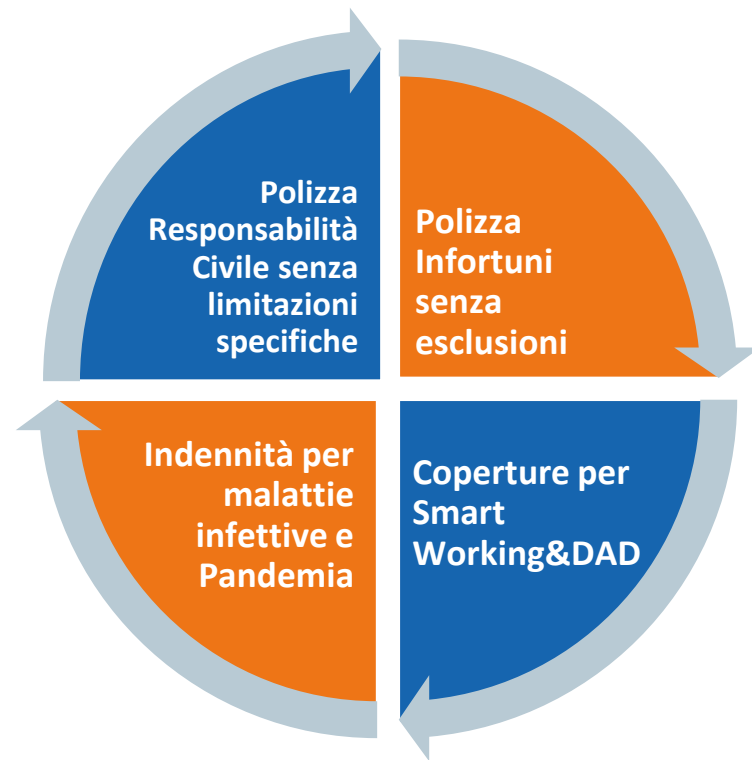 Polizza
Responsabilità
Civile senza
limitazioni
specifiche
Polizza
Infortuni
senza
esclusioni
Indennità per
malattie
infettive e
Pandemia
Coperture per
Smart
Working&DAD